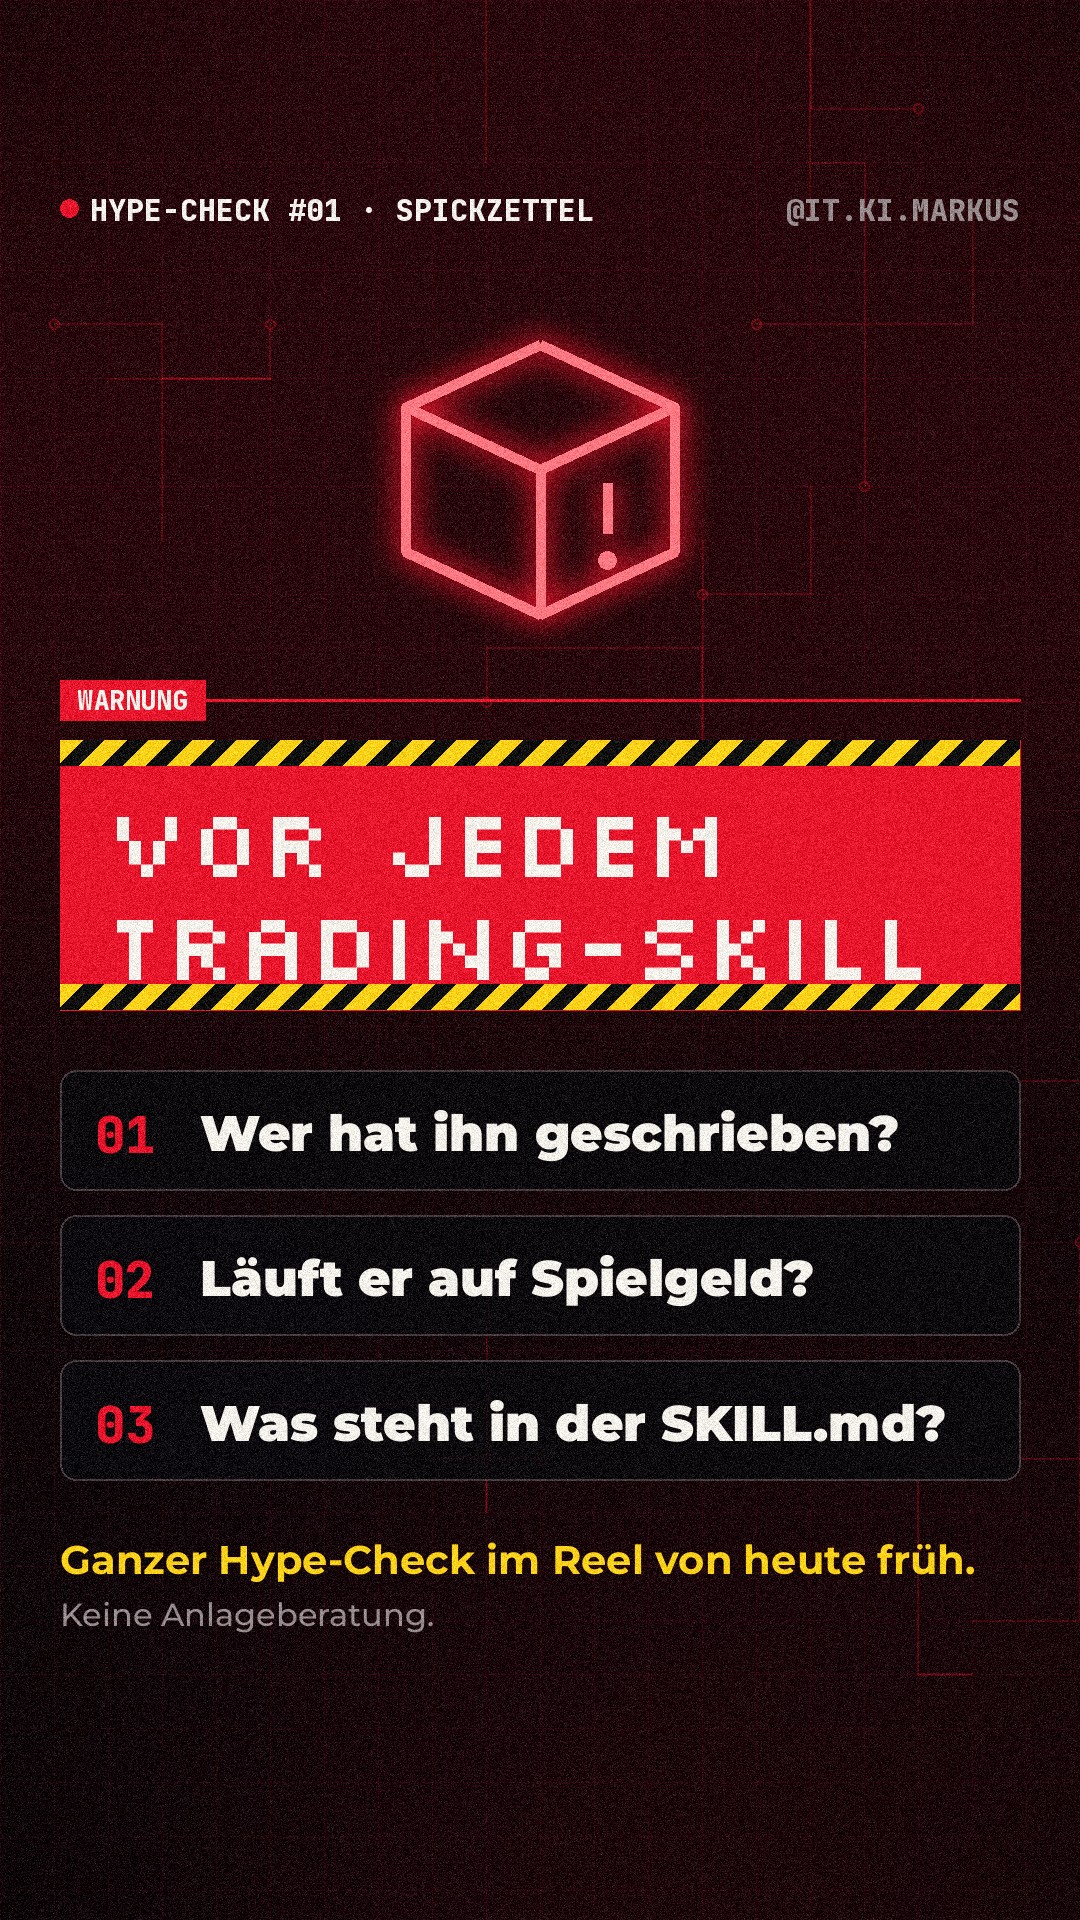 HYPE-CHECK #01 · SPICKZETTEL
@IT.KI.MARKUS
!
WARNUNG
VOR JEDEM
TRADING-SKILL
01 Wer hat ihn geschrieben?
02 Läuft er auf Spielgeld?
03 Was steht in der SKILL.md?
Ganzer Hype-Check im Reel von heute früh.
Keine Anlageberatung.